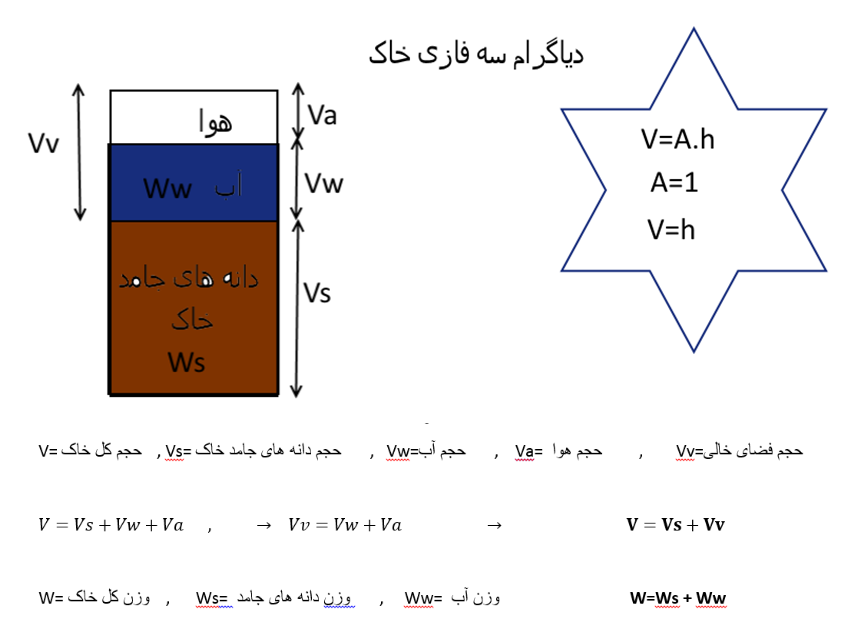 دیاگرام سه فازی خاک
V=A.h
A=1
V=h
هوا
Va
Vv
آب Ww
Vw
دانه های جامد
خاک
Ws
Vs
V= حجم کل خاک , Vs= حجم دانه های جامد خاک , Vw= حجم آب , Va= حجم هوا , Vv= حجم فضای خالی
V = Vs + Vw + Va , → Vv = Vw + Va → V = Vs + Vv
W= وزن کل خاک , Ws= وزن دانه های جامد , Ww= وزن آب W=Ws + Ww